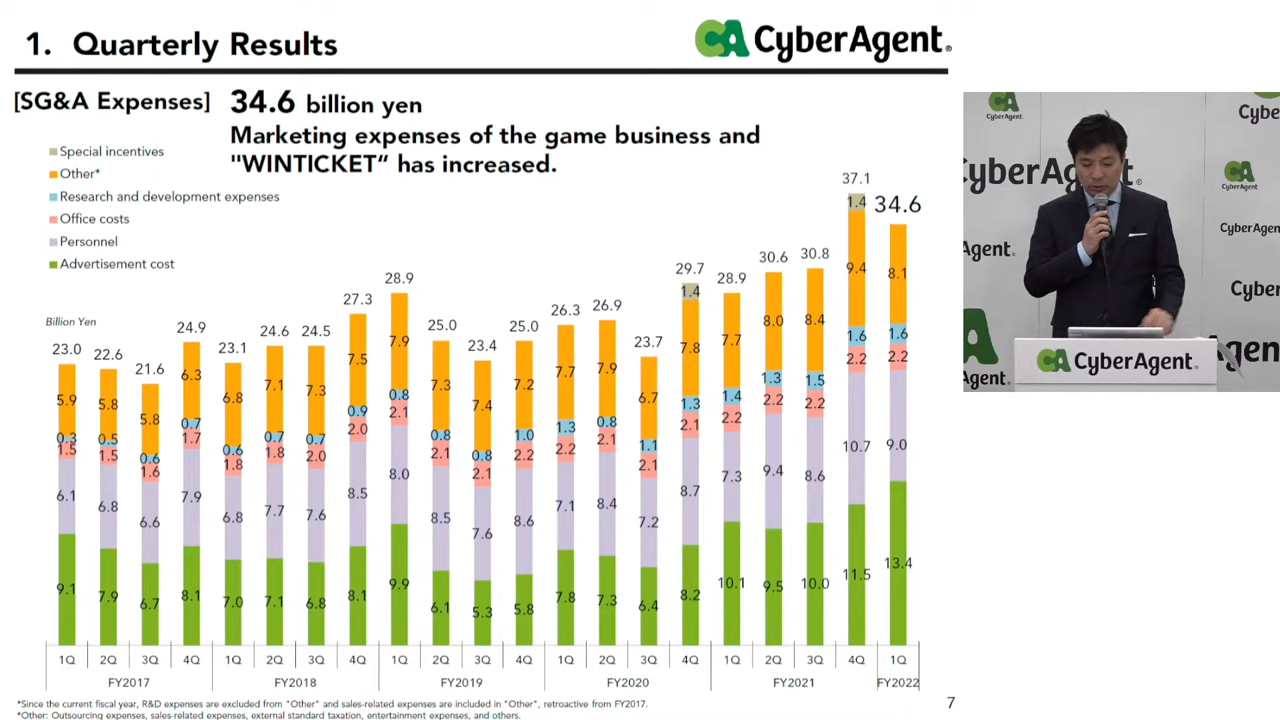 1. Quarterly Results
CyberAgent®
[SG&A Expenses] 34.6 billion yen
Marketing expenses of the game business and
"WINTICKET“ has increased.
Special incentives
Other*
Research and development expenses
Office costs
Personnel
Advertisement cost
Billion Yen
23.0 22.6 21.6 24.9 23.1 24.6 24.5 27.3 28.9 25.0 23.4 25.0 26.3 26.9 23.7 29.7 28.9 30.6 30.8 37.1 34.6
1.4 1.4
5.9 5.8 5.8 6.3 6.8 7.1 7.3 7.5 7.9 7.3 7.4 7.2 7.7 7.9 6.7 7.8 7.7 8.0 8.4 9.4 8.1
0.3 0.5 0.6 0.7 0.6 0.7 0.7 0.9 0.8 0.8 0.8 1.0 1.3 0.8 1.1 1.3 1.4 1.3 1.5 1.6 1.6
1.5 1.5 1.6 1.7 1.8 1.8 2.0 2.0 2.1 2.1 2.1 2.2 2.2 2.1 2.1 2.1 2.2 2.2 2.2 2.2 2.2
6.1 6.8 6.6 7.9 6.8 7.7 7.6 8.5 8.0 8.5 7.6 8.6 7.1 8.4 7.2 8.7 7.3 9.4 8.6 10.7 9.0
9.1 7.9 6.7 8.1 7.0 7.1 6.8 8.1 9.9 6.1 5.3 5.8 7.8 7.3 6.4 8.2 10.1 9.5 10.0 11.5 13.4
1Q 2Q 3Q 4Q 1Q 2Q 3Q 4Q 1Q 2Q 3Q 4Q 1Q 2Q 3Q 4Q 1Q 2Q 3Q 4Q 1Q
FY2017 FY2018 FY2019 FY2020 FY2021 FY2022
*Since the current fiscal year, R&D expenses are excluded from "Other" and sales-related expenses are included in "Other", retroactive from FY2017.
*Other: Outsourcing expenses, sales-related expenses, external standard taxation, entertainment expenses, and others.
7
CyberAgent.
Cyber
yberAg
CyberAgent.
CyberAgen
Agent.
Cyber
CyberAgent.
gen
Agent.